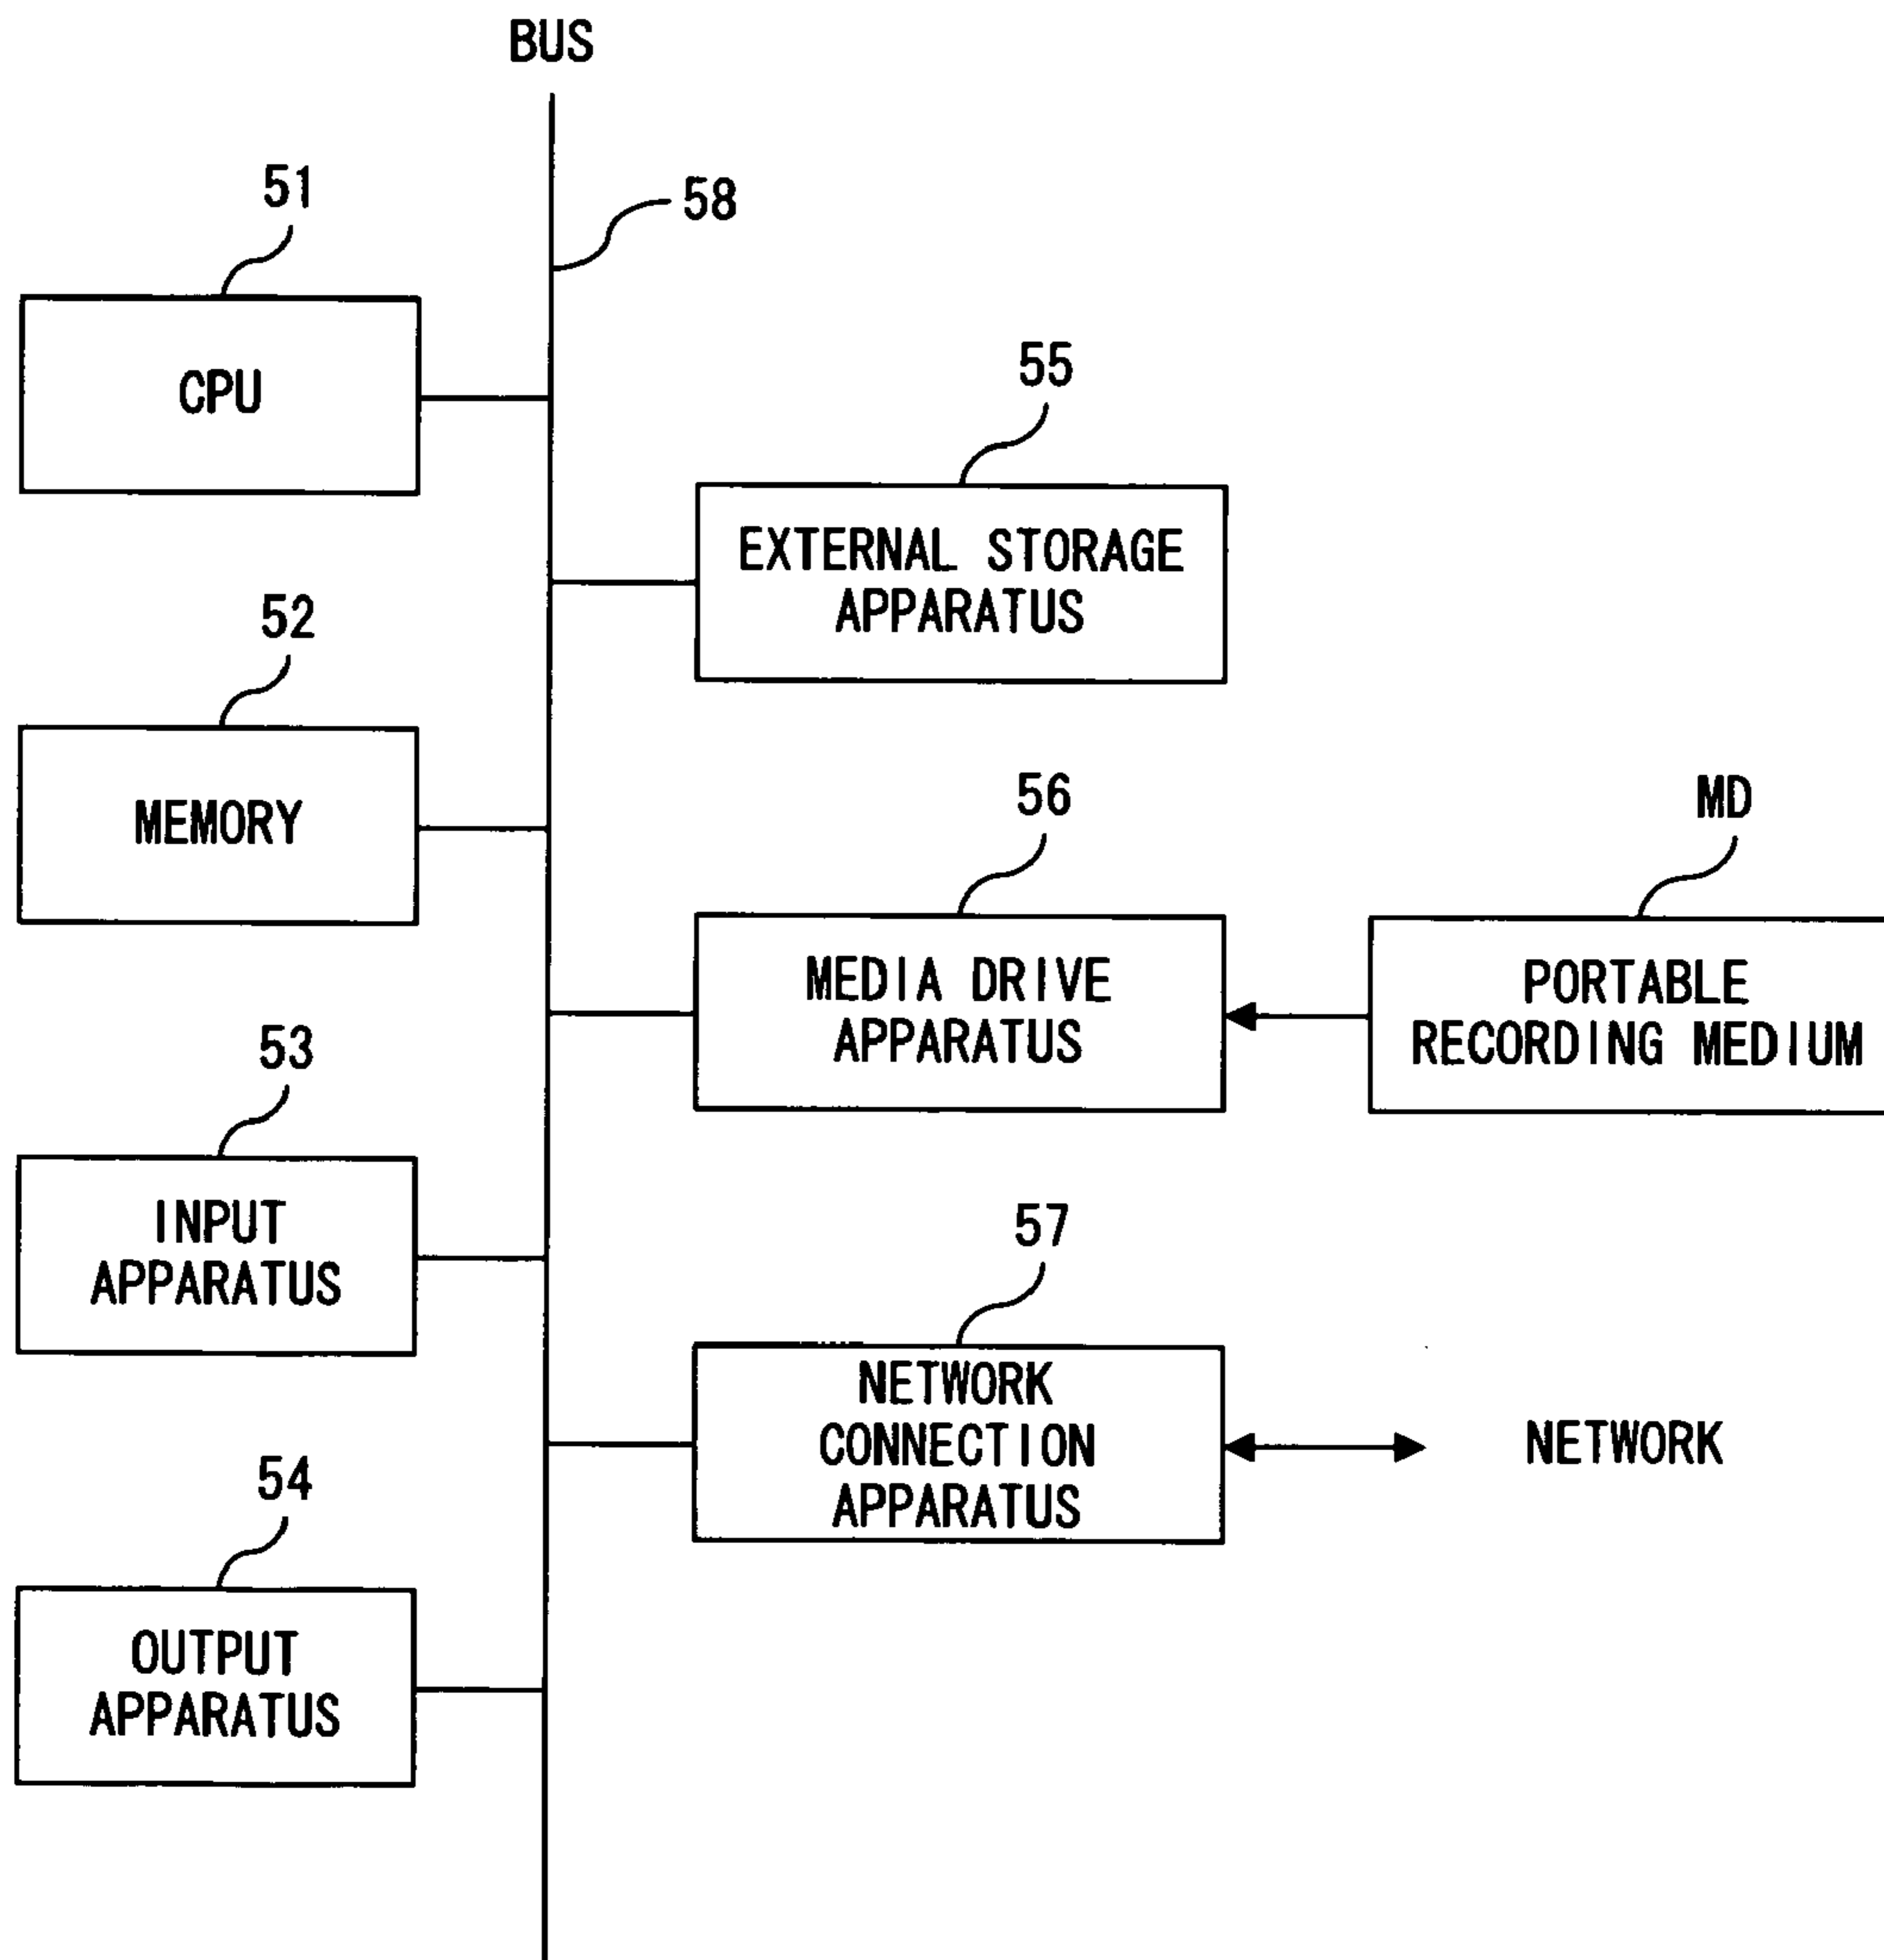 BUS
51
58
CPU
55
EXTERNAL STORAGE
APPARATUS
52
MEMORY
56
MD
MEDIA DRIVE
APPARATUS
PORTABLE
RECORDING MEDIUM
53
INPUT
APPARATUS
57
NETWORK
CONNECTION
APPARATUS
NETWORK
54
OUTPUT
APPARATUS